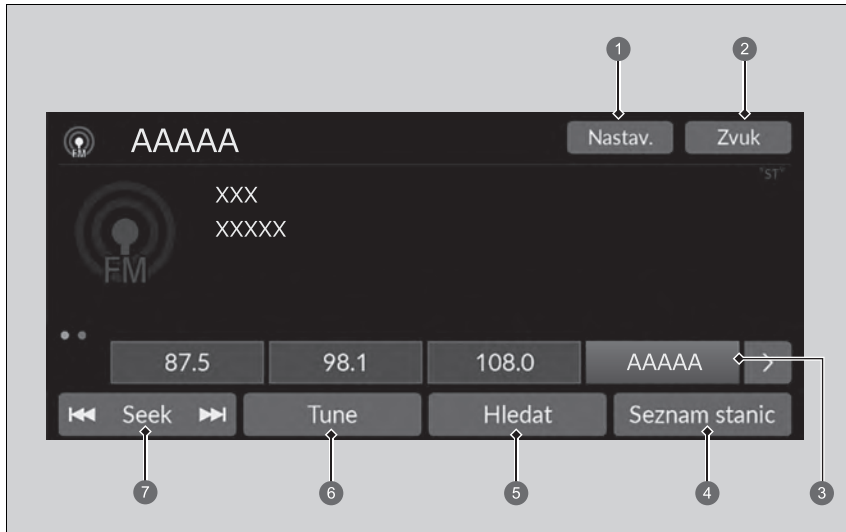 1 2
FM AAAAA Nastav. Zvuk
"ST"
XXX
XXXXX
FM
87.5 98.1 108.0 AAAAA >
Seek Tune Hledat Seznam stanic
3
7 6 5 4